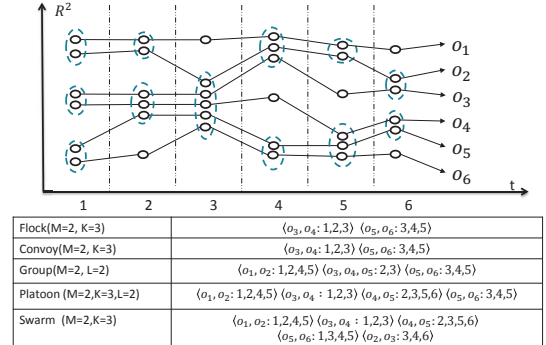 R²
o₁
o₂
o₃
o₄
o₅
o₆
t
1 2 3 4 5 6
Flock(M=2, K=3) ⟨o₃, o₄: 1,2,3⟩ ⟨o₅, o₆: 3,4,5⟩
Convoy(M=2, K=3) ⟨o₃, o₄: 1,2,3⟩ ⟨o₅, o₆: 3,4,5⟩
Group(M=2, L=2) ⟨o₁, o₂: 1,2,4,5⟩ ⟨o₃, o₄, o₅: 2,3⟩ ⟨o₅, o₆: 3,4,5⟩
Platoon (M=2,K=3,L=2) ⟨o₁, o₂: 1,2,4,5⟩ ⟨o₃, o₄ : 1,2,3⟩ ⟨o₄, o₅: 2,3,5,6⟩ ⟨o₅, o₆: 3,4,5⟩
Swarm (M=2,K=3) ⟨o₁, o₂: 1,2,4,5⟩ ⟨o₃, o₄ : 1,2,3⟩ ⟨o₄, o₅: 2,3,5,6⟩
⟨o₅, o₆: 1,3,4,5⟩ ⟨o₂, o₃: 3,4,6⟩